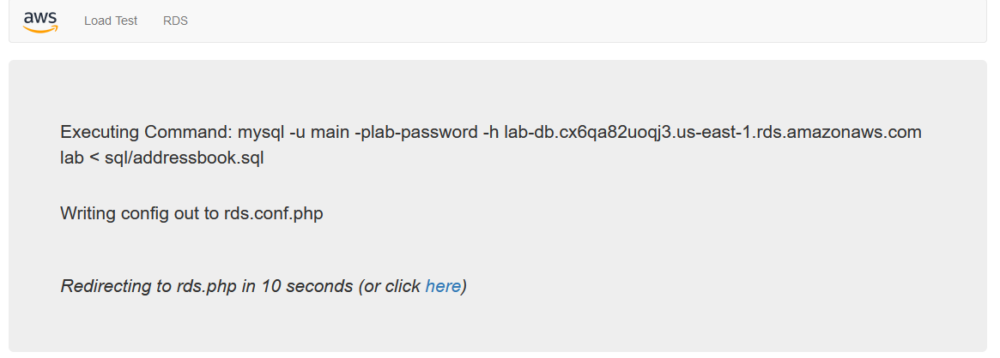 aws Load Test RDS
Executing Command: mysql -u main -plab-password -h lab-db.cx6qa82uoqj3.us-east-1.rds.amazonaws.com
lab < sql/addressbook.sql
Writing config out to rds.conf.php
Redirecting to rds.php in 10 seconds (or click here)